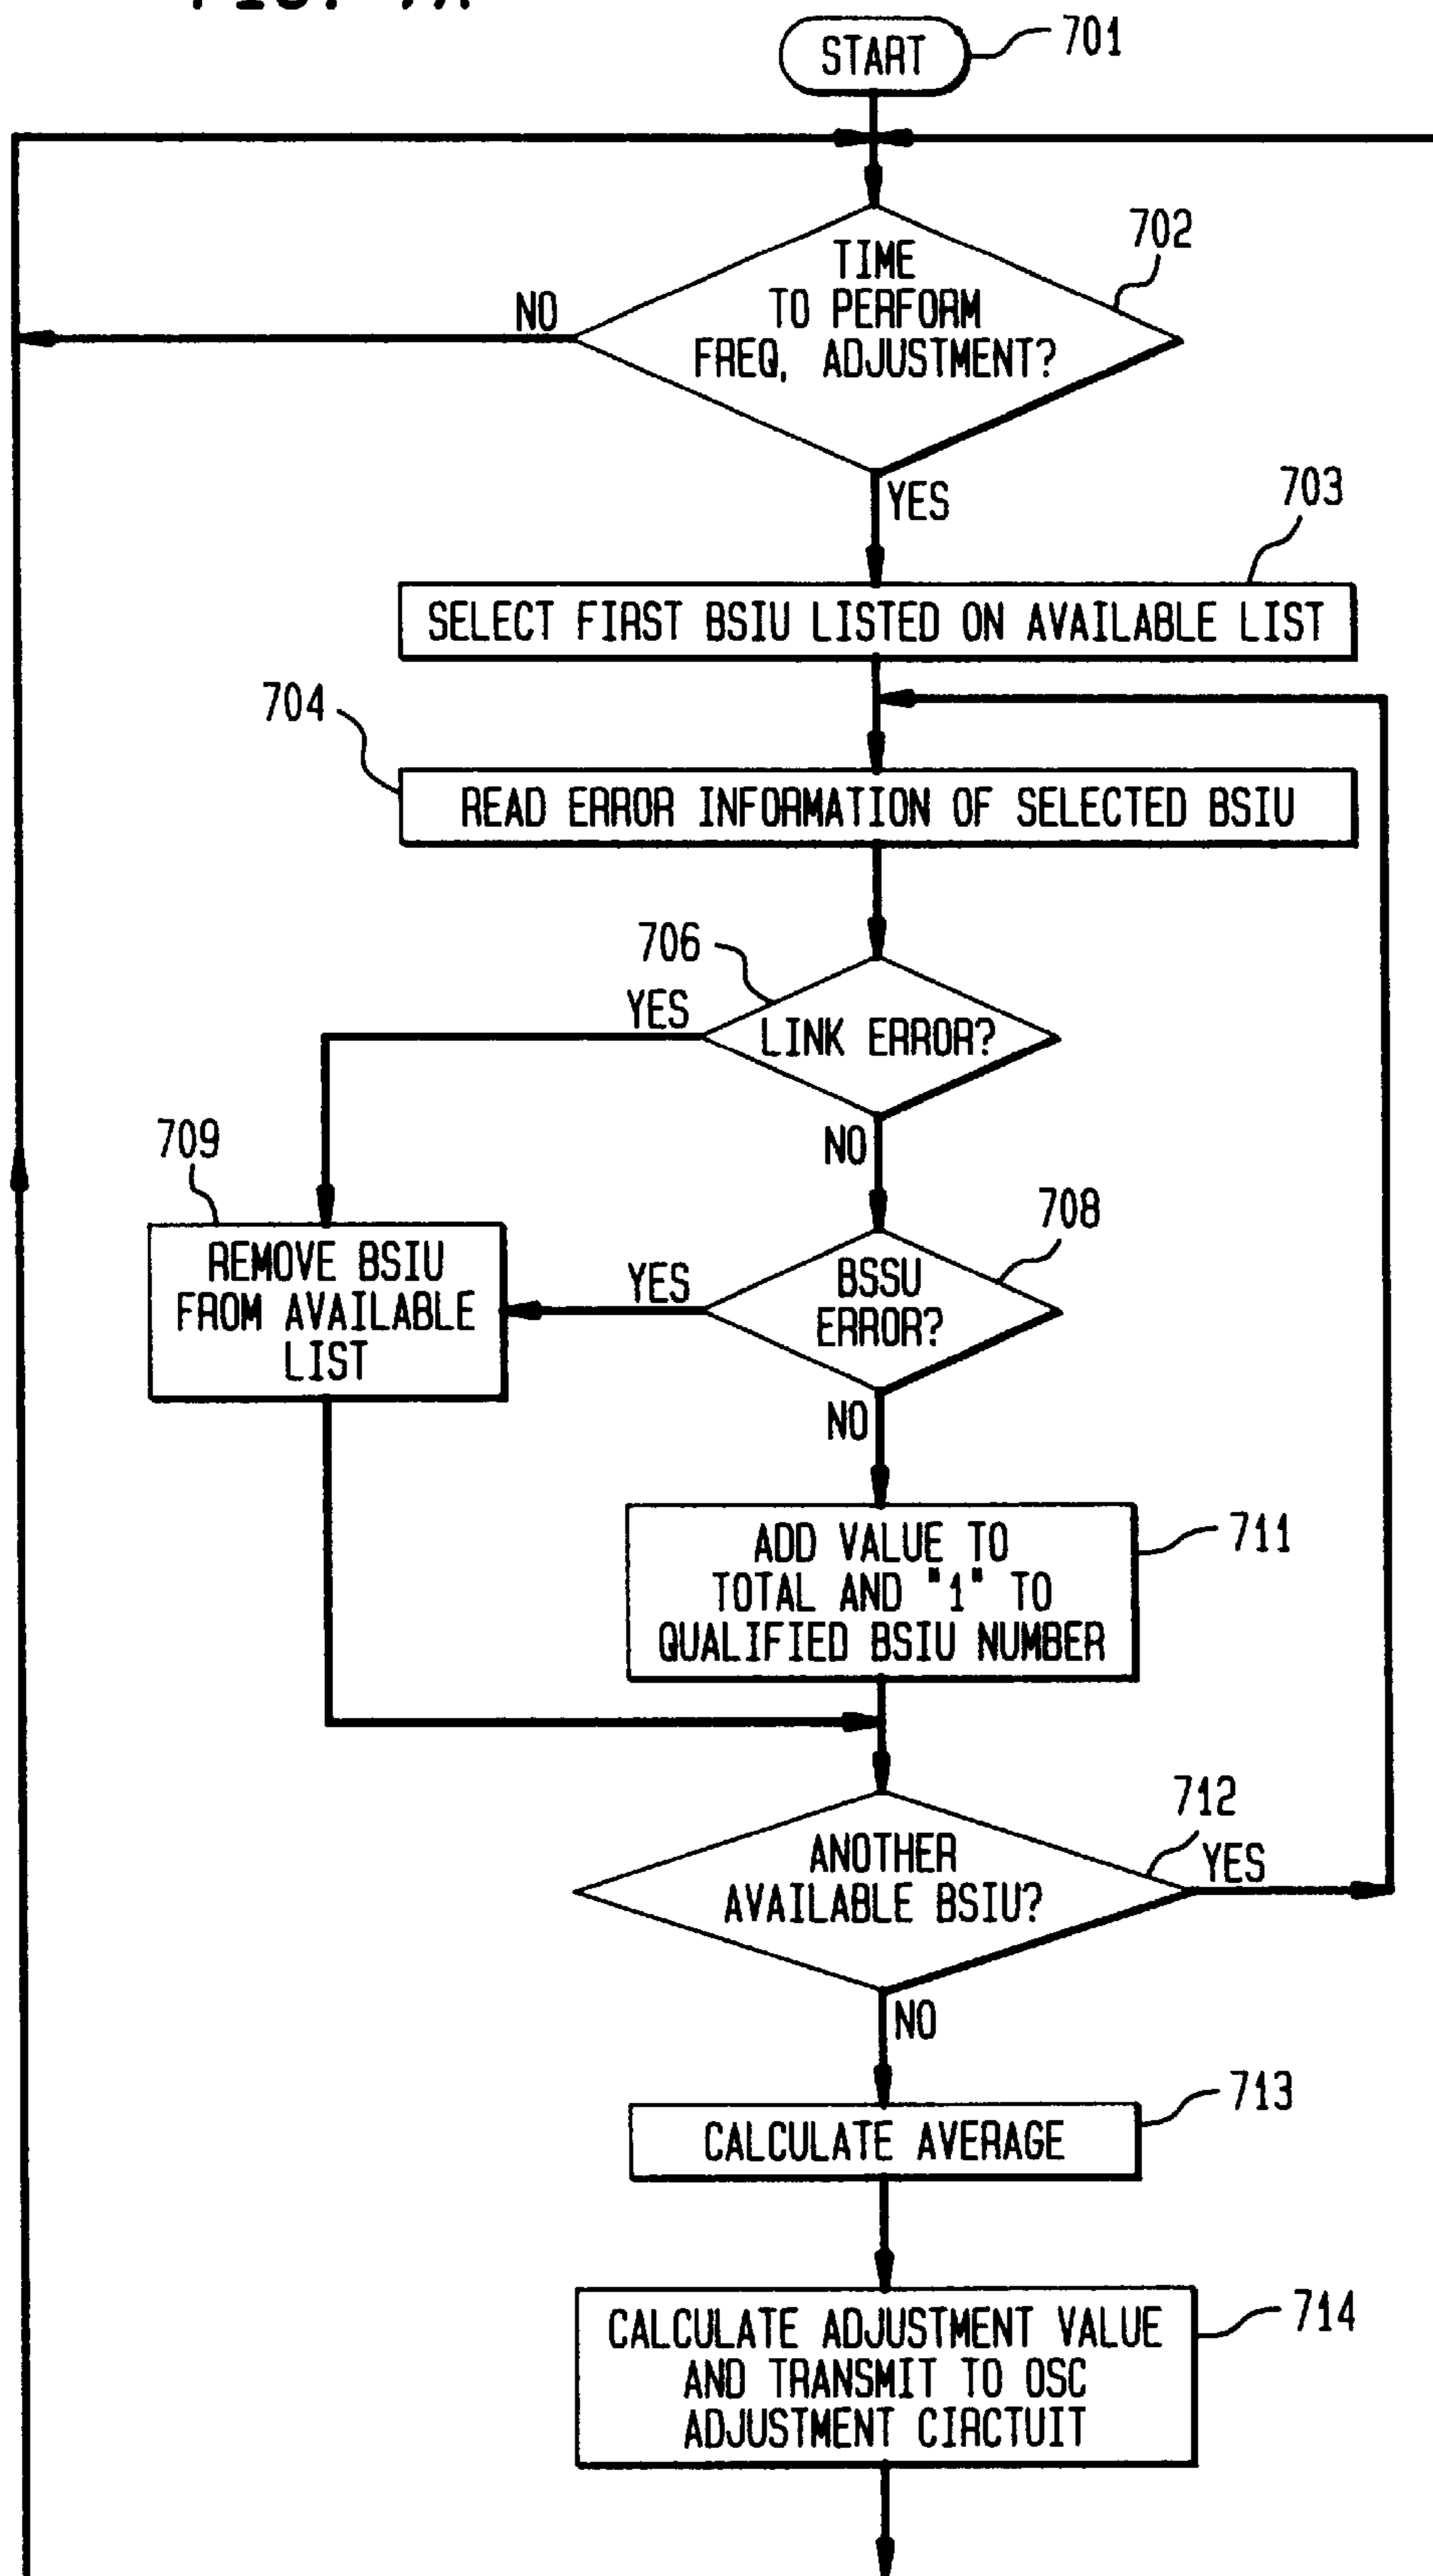 START
701
702
TIME
TO PERFORM
FREQ. ADJUSTMENT?
NO
YES
703
SELECT FIRST BSIU LISTED ON AVAILABLE LIST
704
READ ERROR INFORMATION OF SELECTED BSIU
706
YES
LINK ERROR?
NO
709
708
REMOVE BSIU
FROM AVAILABLE
LIST
YES
BSSU
ERROR?
NO
711
ADD VALUE TO
TOTAL AND "1" TO
QUALIFIED BSIU NUMBER
712
ANOTHER
AVAILABLE BSIU?
YES
NO
713
CALCULATE AVERAGE
714
CALCULATE ADJUSTMENT VALUE
AND TRANSMIT TO OSC
ADJUSTMENT CIRCTUIT